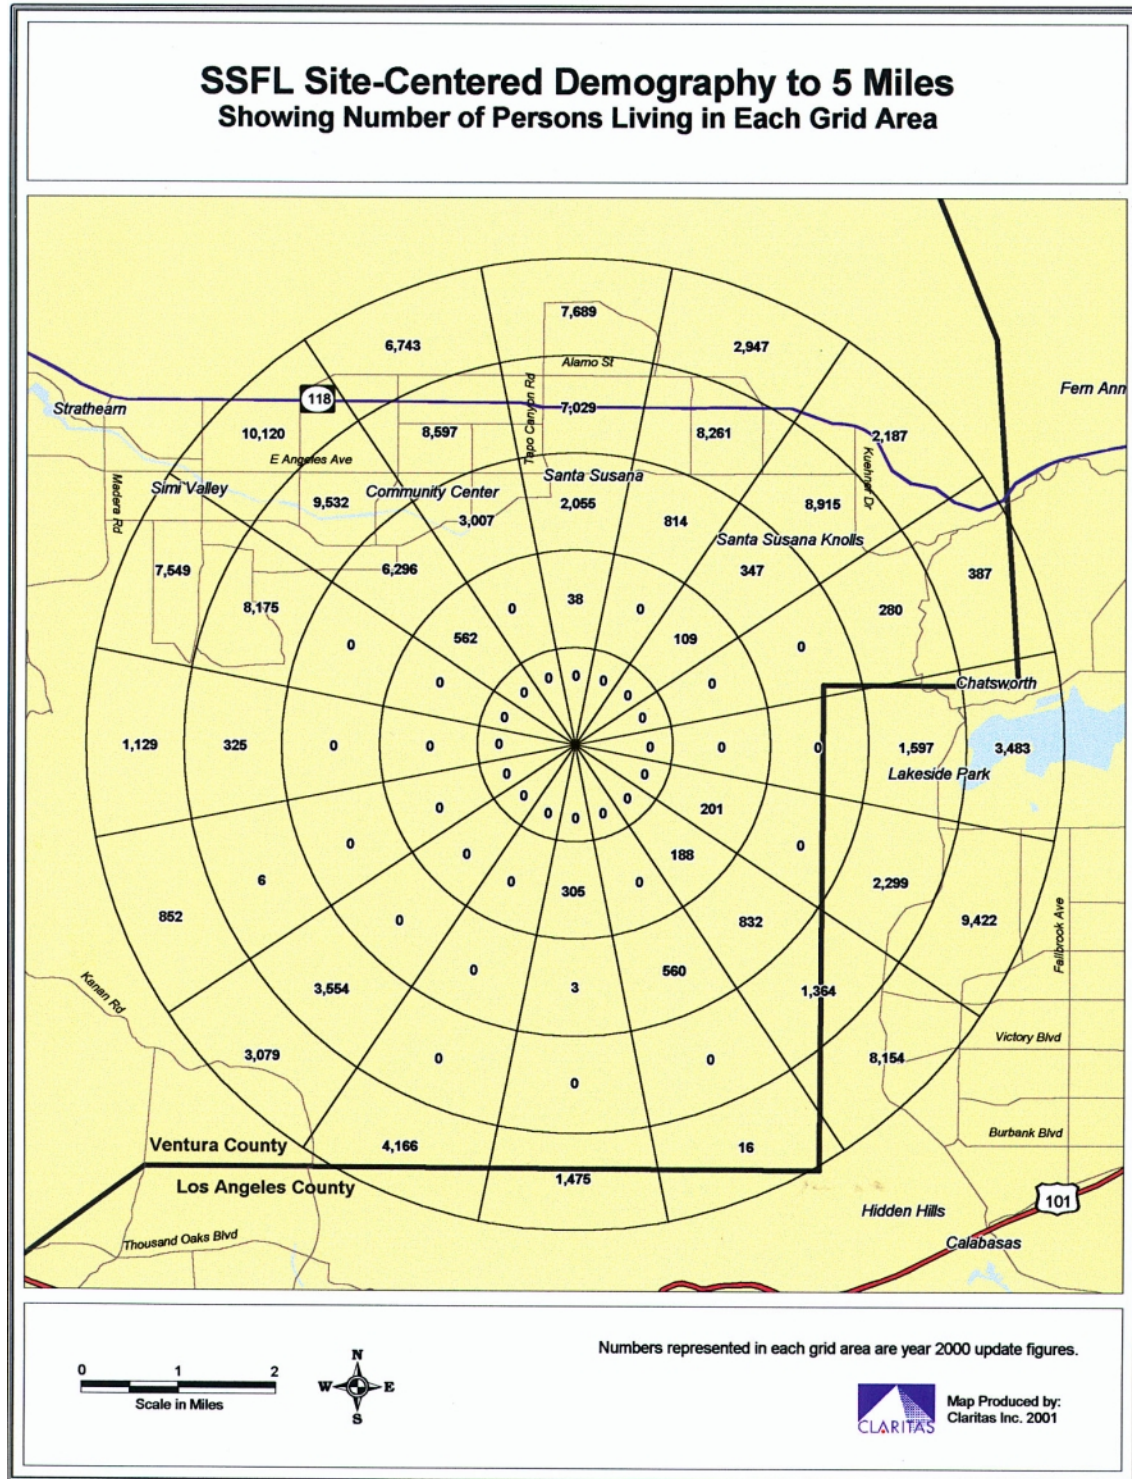 SSFL Site-Centered Demography to 5 Miles
Showing Number of Persons Living in Each Grid Area
7,689
6,743
2,947
Alamo St
Tapo Canyon Rd
118
Fern Ann
Strathearn
7,029
10,120
8,597
8,261
2,187
E Angeles Ave
Kuehner Dr
Santa Susana
Simi Valley
Community Center
Madera Rd
9,532
2,055
8,915
3,007
814
Santa Susana Knolls
7,549
6,296
347
387
38
8,175
0
0
280
562
109
0
0
0
0
0
0
0
0
0
0
Chatsworth
0
0
1,129
325
0
0
0
0
0
0
1,597
3,483
Lakeside Park
0
0
0
0
0
201
0
0
0
0
0
0
0
188
6
0
305
0
2,299
852
0
832
9,422
Fallbrook Ave
0
560
Kanan Rd
3,554
3
1,364
Victory Blvd
3,079
0
0
8,154
0
Burbank Blvd
Ventura County
4,166
16
Los Angeles County
1,475
101
Hidden Hills
Thousand Oaks Blvd
Calabasas
Numbers represented in each grid area are year 2000 update figures.
0 1 2
Scale in Miles
N
W E
S
CLARITAS
Map Produced by:
Claritas Inc. 2001